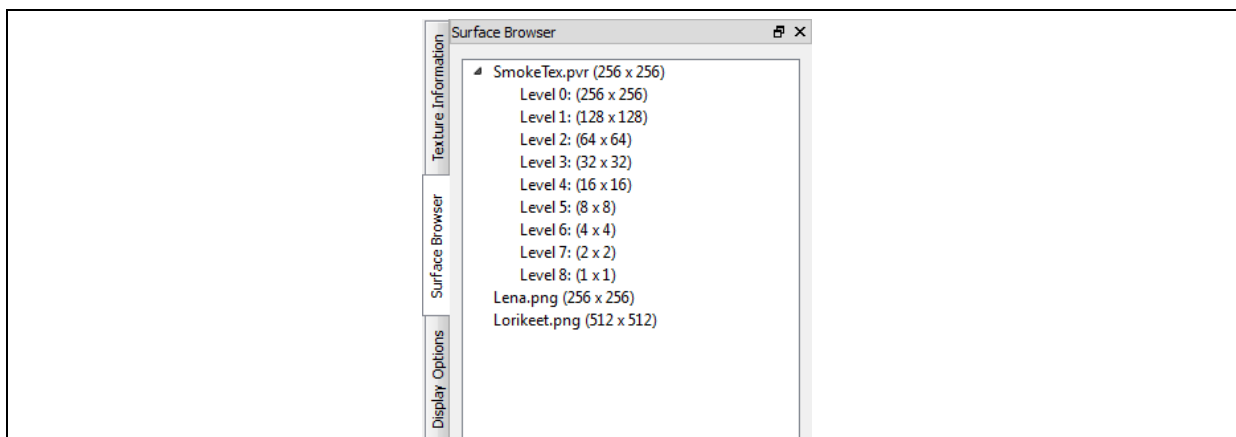 Surface Browser
Texture Information
Surface Browser
Display Options
SmokeTex.pvr (256 x 256)
Level 0: (256 x 256)
Level 1: (128 x 128)
Level 2: (64 x 64)
Level 3: (32 x 32)
Level 4: (16 x 16)
Level 5: (8 x 8)
Level 6: (4 x 4)
Level 7: (2 x 2)
Level 8: (1 x 1)
Lena.png (256 x 256)
Lorikeet.png (512 x 512)